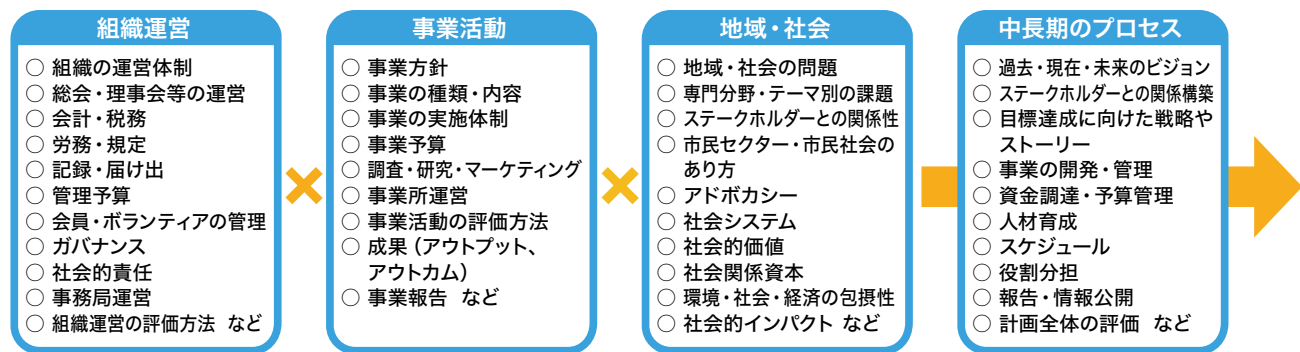 組織運営
○ 組織の運営体制
○ 総会・理事会等の運営
○ 会計・税務
○ 労務・規定
○ 記録・届け出
○ 管理予算
○ 会員・ボランティアの管理
○ ガバナンス
○ 社会的責任
○ 事務局運営
○ 組織運営の評価方法 など
×
事業活動
○ 事業方針
○ 事業の種類・内容
○ 事業の実施体制
○ 事業予算
○ 調査・研究・マーケティング
○ 事業所運営
○ 事業活動の評価方法
○ 成果（アウトプット、
アウトカム）
○ 事業報告 など
×
地域・社会
○ 地域・社会の問題
○ 専門分野・テーマ別の課題
○ ステークホルダーとの関係性
○ 市民セクター・市民社会の
あり方
○ アドボカシー
○ 社会システム
○ 社会的価値
○ 社会関係資本
○ 環境・社会・経済の包摂性
○ 社会的インパクト など
中長期のプロセス
○ 過去・現在・未来のビジョン
○ ステークホルダーとの関係構築
○ 目標達成に向けた戦略や
ストーリー
○ 事業の開発・管理
○ 資金調達・予算管理
○ 人材育成
○ スケジュール
○ 役割分担
○ 報告・情報公開
○ 計画全体の評価 など